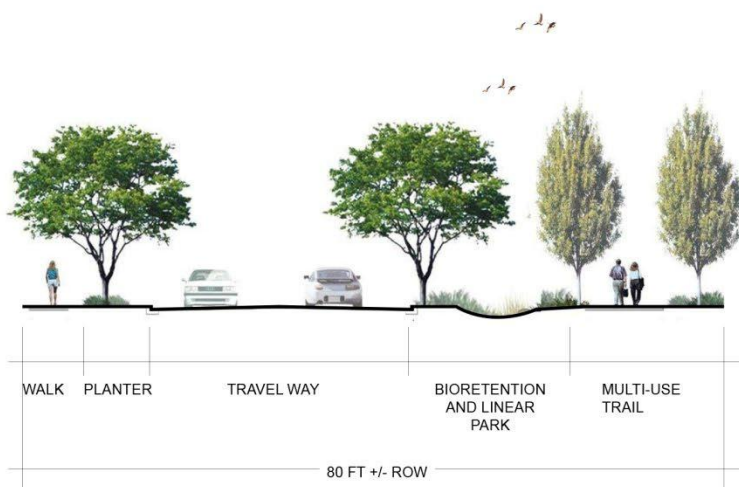 WALK
PLANTER
TRAVEL WAY
BIORETENTION
AND LINEAR
PARK
MULTI-USE
TRAIL
80 FT +/- ROW